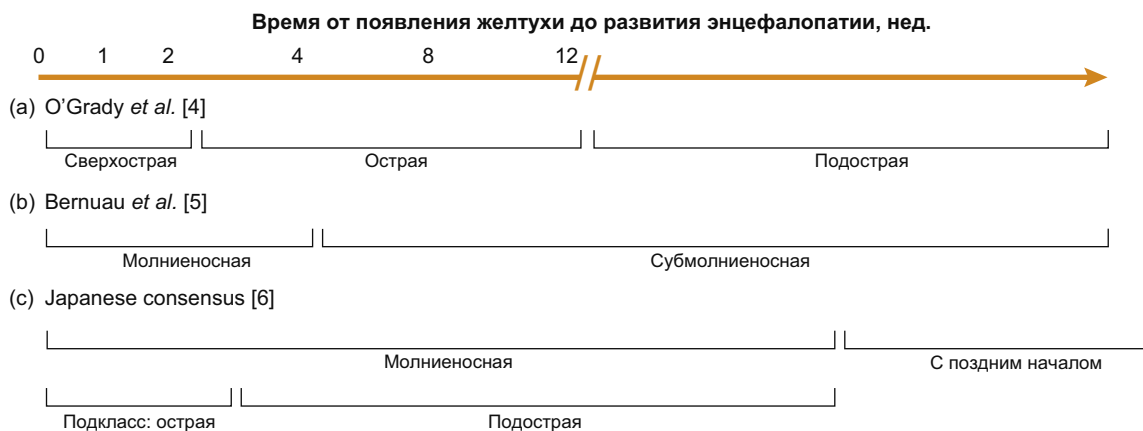 Время от появления желтухи до развития энцефалопатии, нед.
0 1 2 4 8 12
(a) O'Grady et al. [4]
Сверхострая Острая Подострая
(b) Bernuau et al. [5]
Молниеносная Субмолниеносная
(c) Japanese consensus [6]
Молниеносная С поздним началом
Подкласс: острая Подострая